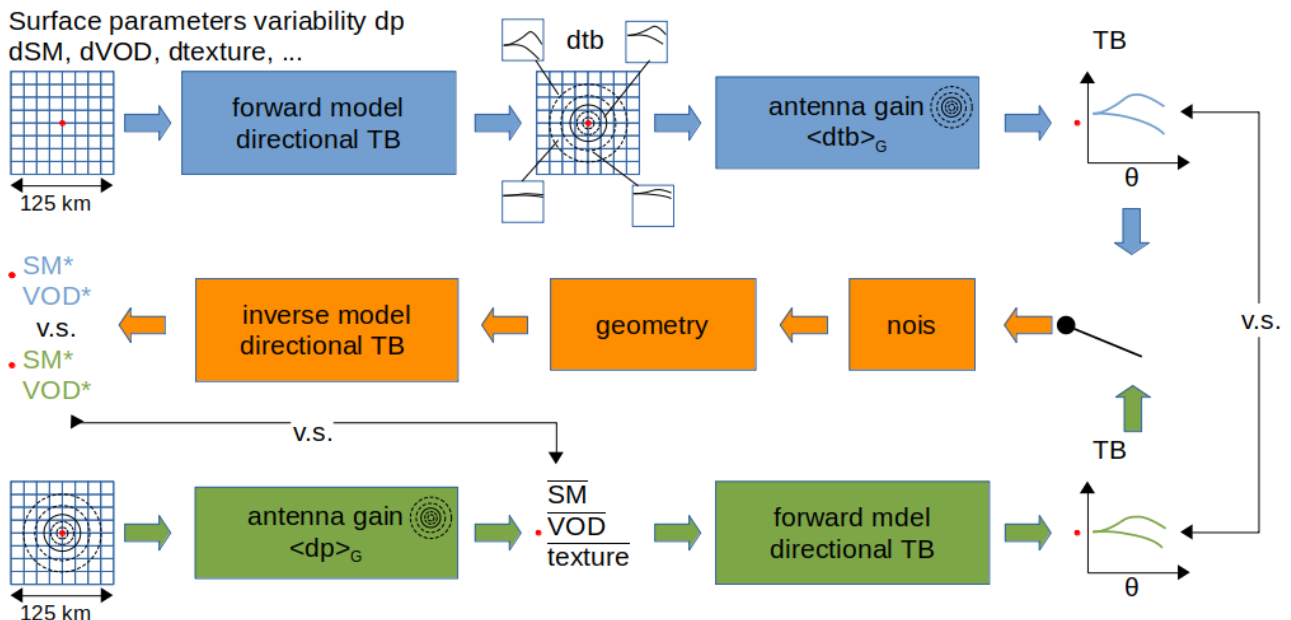 Surface parameters variability dp
dSM, dVOD, dtexture, ...
dtb
TB
forward model
directional TB
antenna gain
<dtb>G
125 km
θ
SM*
VOD*
v.s.
SM*
VOD*
inverse model
directional TB
geometry
nois
v.s.
v.s.
TB
antenna gain
<dp>G
SM
VOD
texture
forward mdel
directional TB
125 km
θ